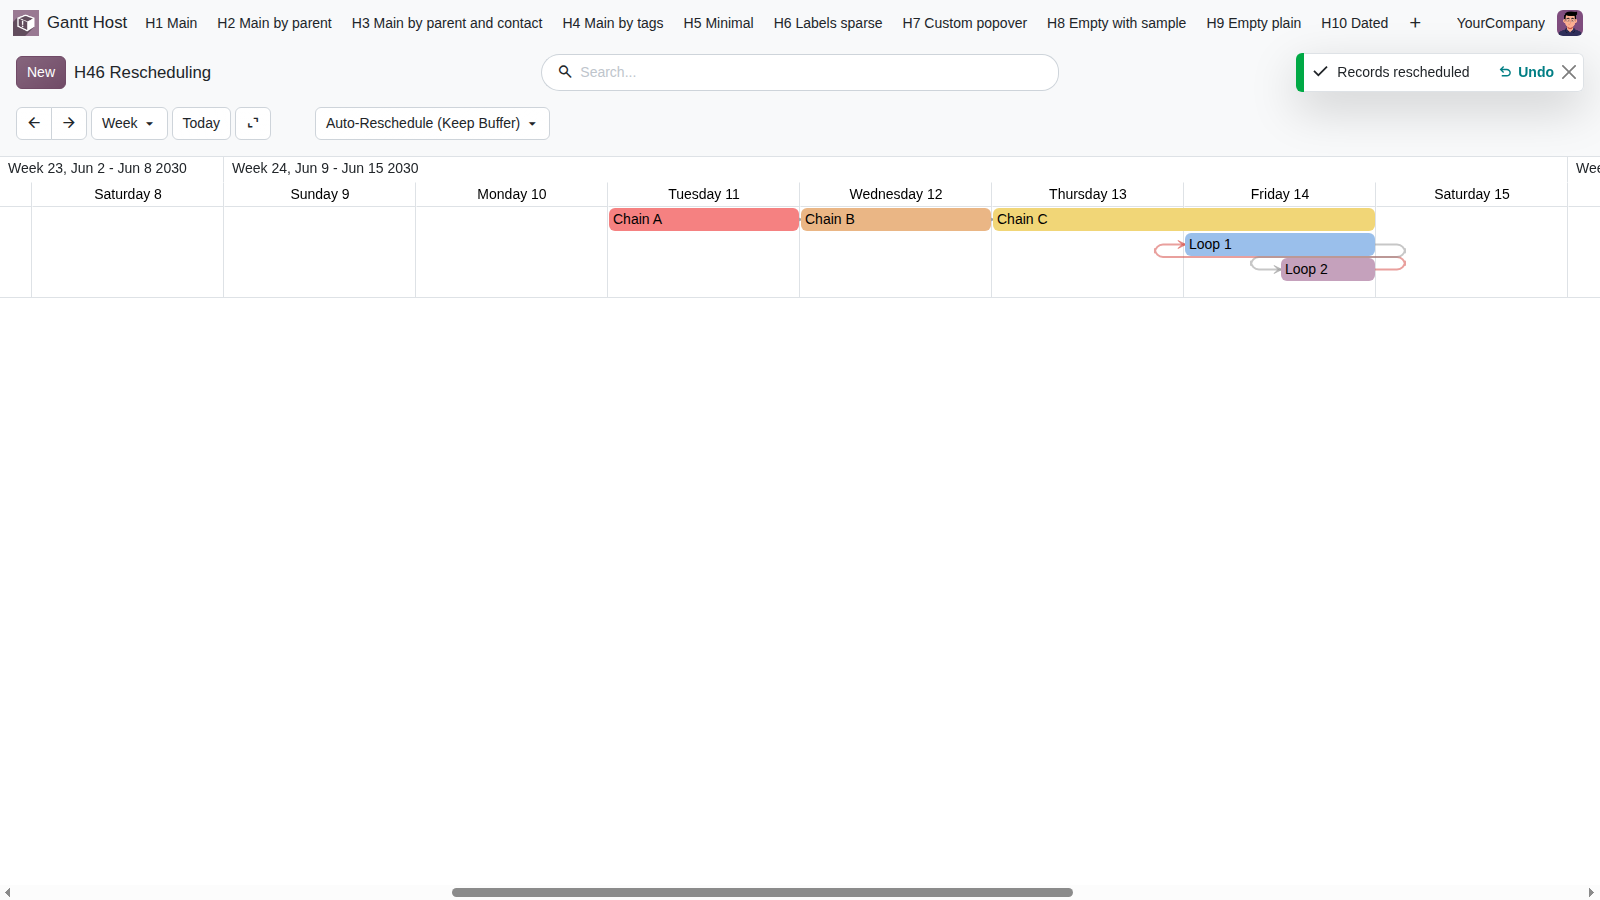 Gantt Host H1 Main H2 Main by parent H3 Main by parent and contact H4 Main by tags H5 Minimal H6 Labels sparse H7 Custom popover H8 Empty with sample H9 Empty plain H10 Dated + YourCompany
New H46 Rescheduling Search... Records rescheduled Undo
Week Today Auto-Reschedule (Keep Buffer)
Week 23, Jun 2 - Jun 8 2030 Week 24, Jun 9 - Jun 15 2030
Saturday 8 Sunday 9 Monday 10 Tuesday 11 Wednesday 12 Thursday 13 Friday 14 Saturday 15
Chain A Chain B Chain C
Loop 1
Loop 2